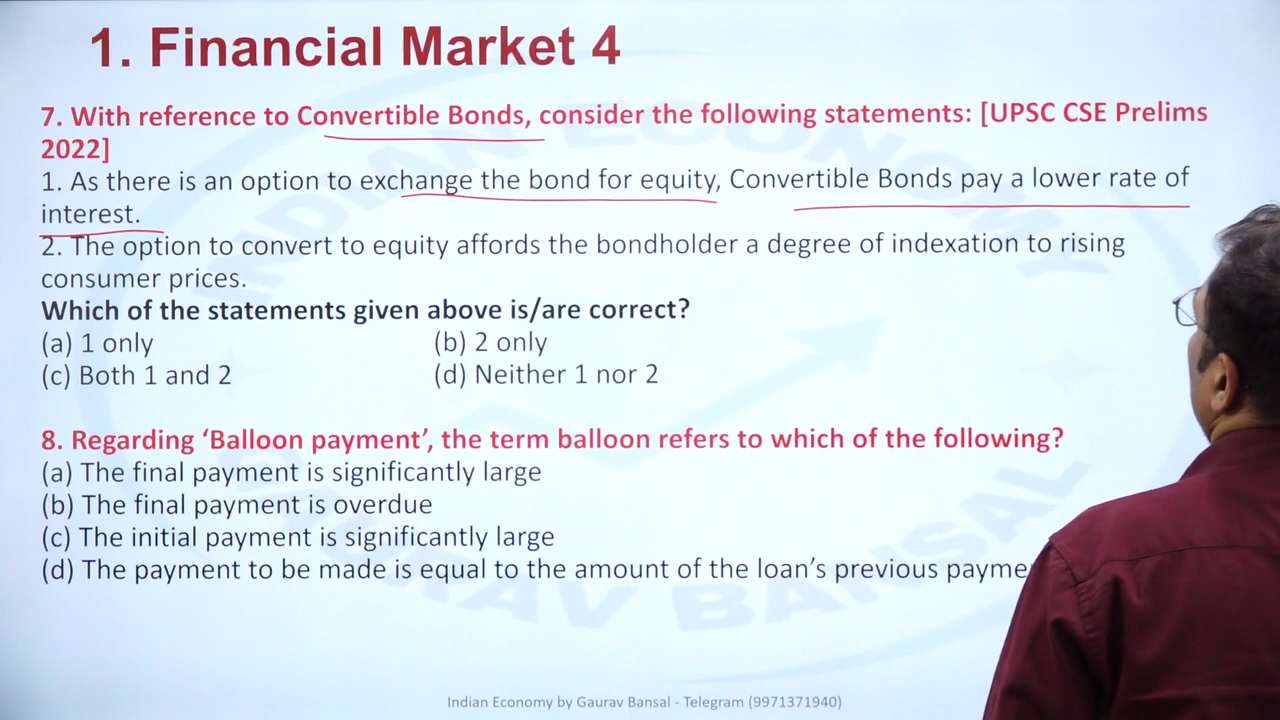 1. Financial Market 4
7. With reference to Convertible Bonds, consider the following statements: [UPSC CSE Prelims
2022]
1. As there is an option to exchange the bond for equity, Convertible Bonds pay a lower rate of
interest.
2. The option to convert to equity affords the bondholder a degree of indexation to rising
consumer prices.
Which of the statements given above is/are correct?
(a) 1 only (b) 2 only
(c) Both 1 and 2 (d) Neither 1 nor 2
8. Regarding ‘Balloon payment’, the term balloon refers to which of the following?
(a) The final payment is significantly large
(b) The final payment is overdue
(c) The initial payment is significantly large
(d) The payment to be made is equal to the amount of the loan’s previous
INDIAN ECONOMY
GAURAV BANSAL
Indian Economy by Gaurav Bansal - Telegram (9971371940)